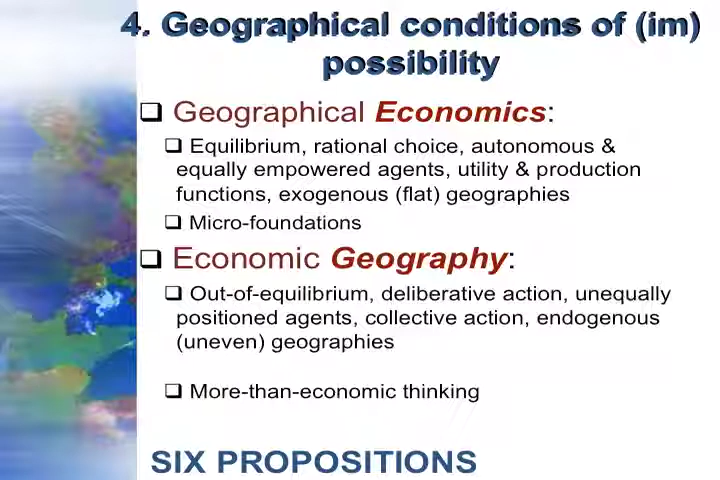 4. Geographical conditions of (im)
possibility
❑ Geographical Economics:
❑ Equilibrium, rational choice, autonomous &
equally empowered agents, utility & production
functions, exogenous (flat) geographies
❑ Micro-foundations
❑ Economic Geography:
❑ Out-of-equilibrium, deliberative action, unequally
positioned agents, collective action, endogenous
(uneven) geographies
❑ More-than-economic thinking
SIX PROPOSITIONS